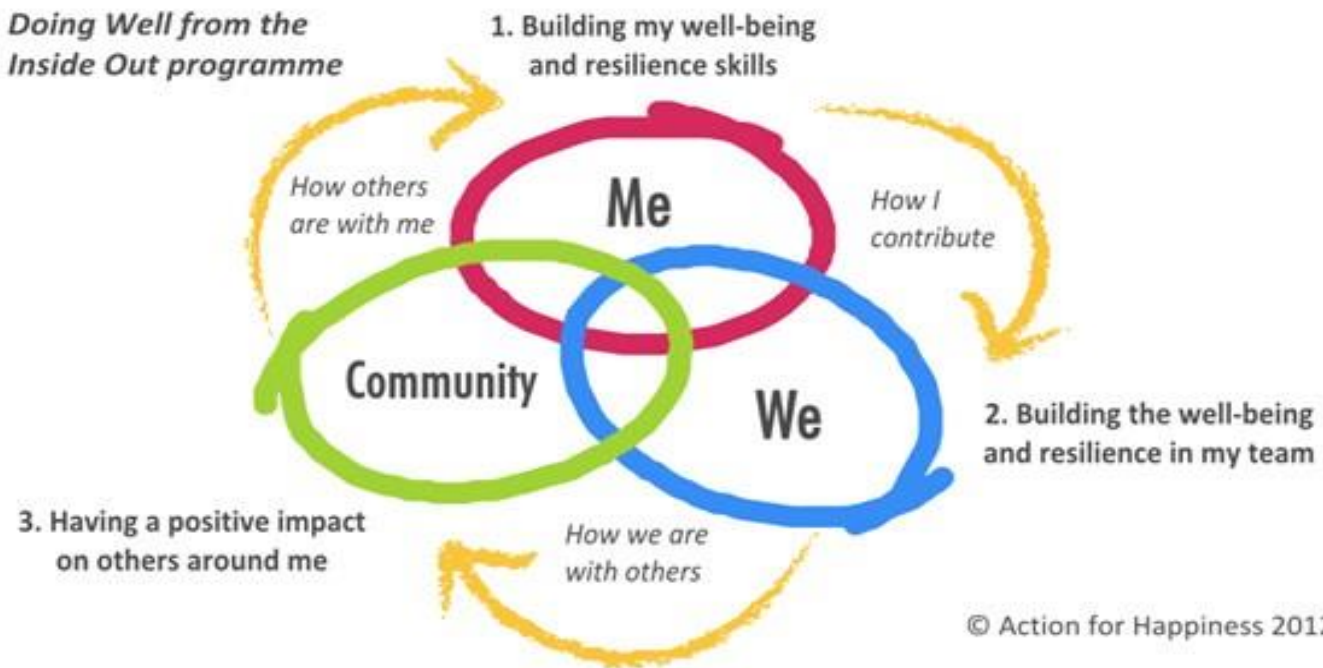 Doing Well from the
Inside Out programme
1. Building my well-being
and resilience skills
How others
are with me
Me
How I
contribute
Community
We
2. Building the well-being
and resilience in my team
3. Having a positive impact
on others around me
How we are
with others
© Action for Happiness 2012